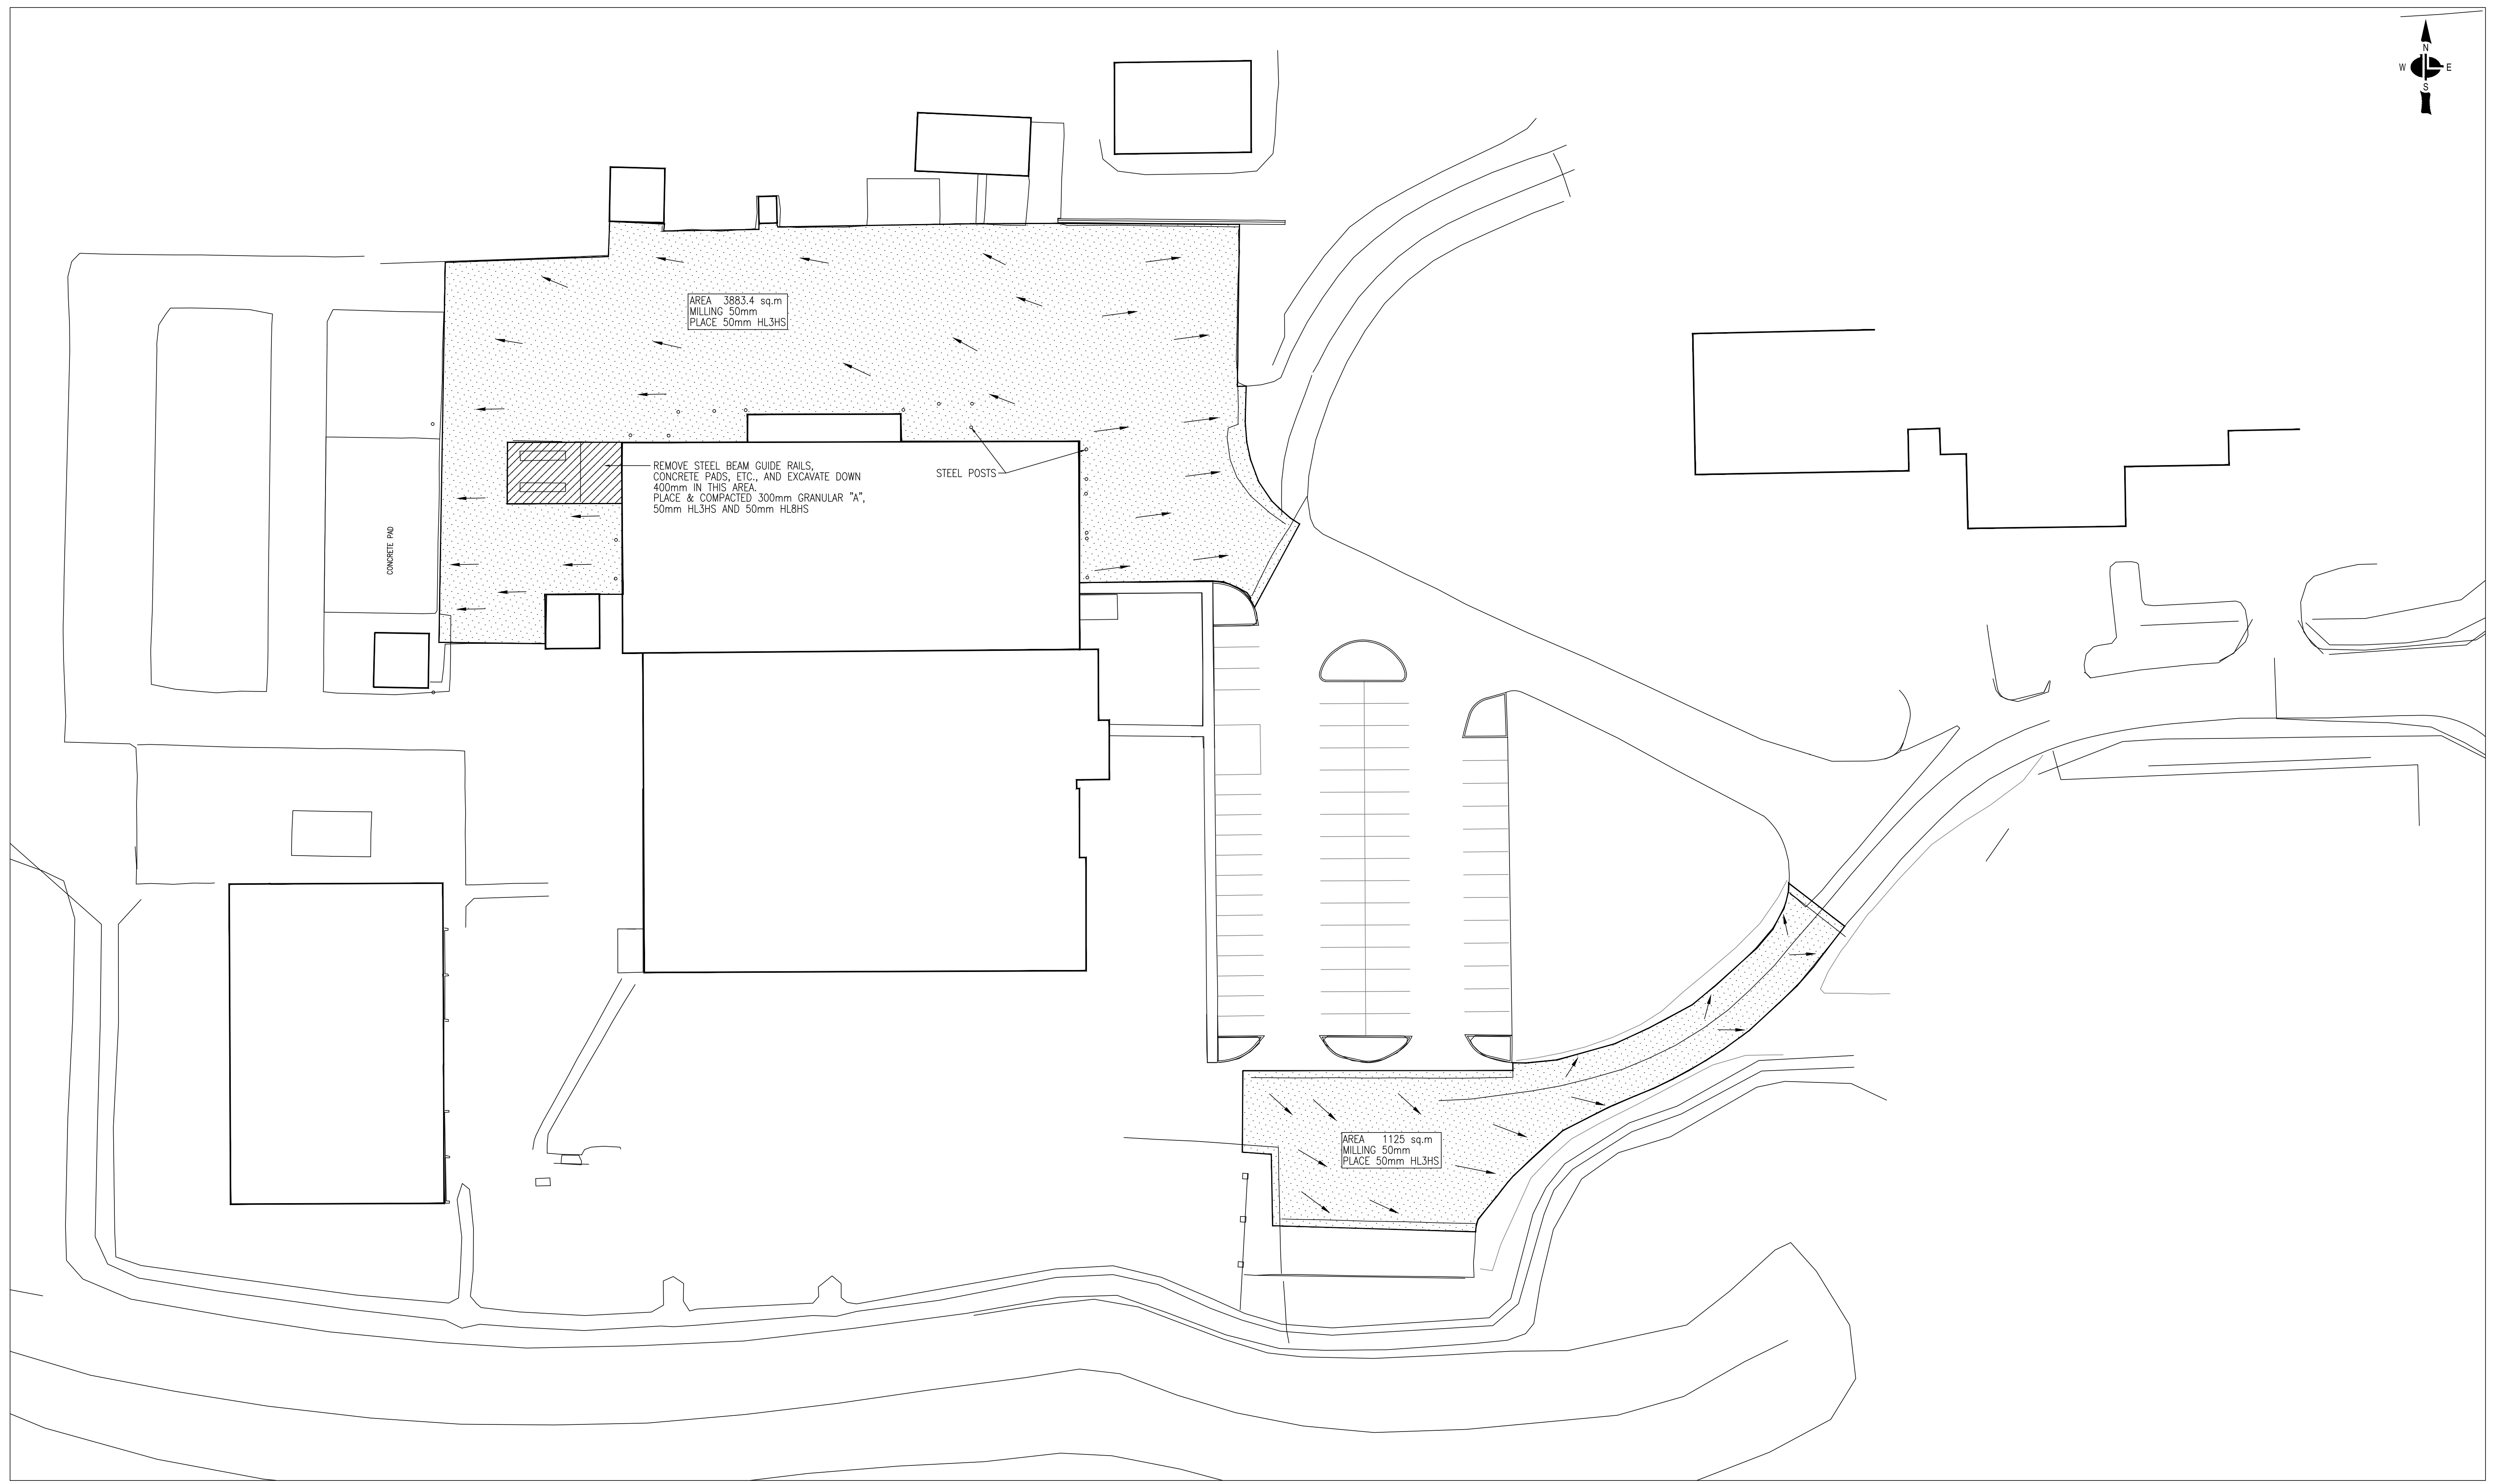 N
W E
S
AREA 3883.4 sq.m
MILLING 50mm
PLACE 50mm HL3HS
REMOVE STEEL BEAM GUIDE RAILS,
CONCRETE PADS, ETC., AND EXCAVATE DOWN
400mm IN THIS AREA.
PLACE & COMPACTED 300mm GRANULAR "A",
50mm HL3HS AND 50mm HL8HS
STEEL POSTS
CONCRETE PAD
AREA 1125 sq.m
MILLING 50mm
PLACE 50mm HL3HS